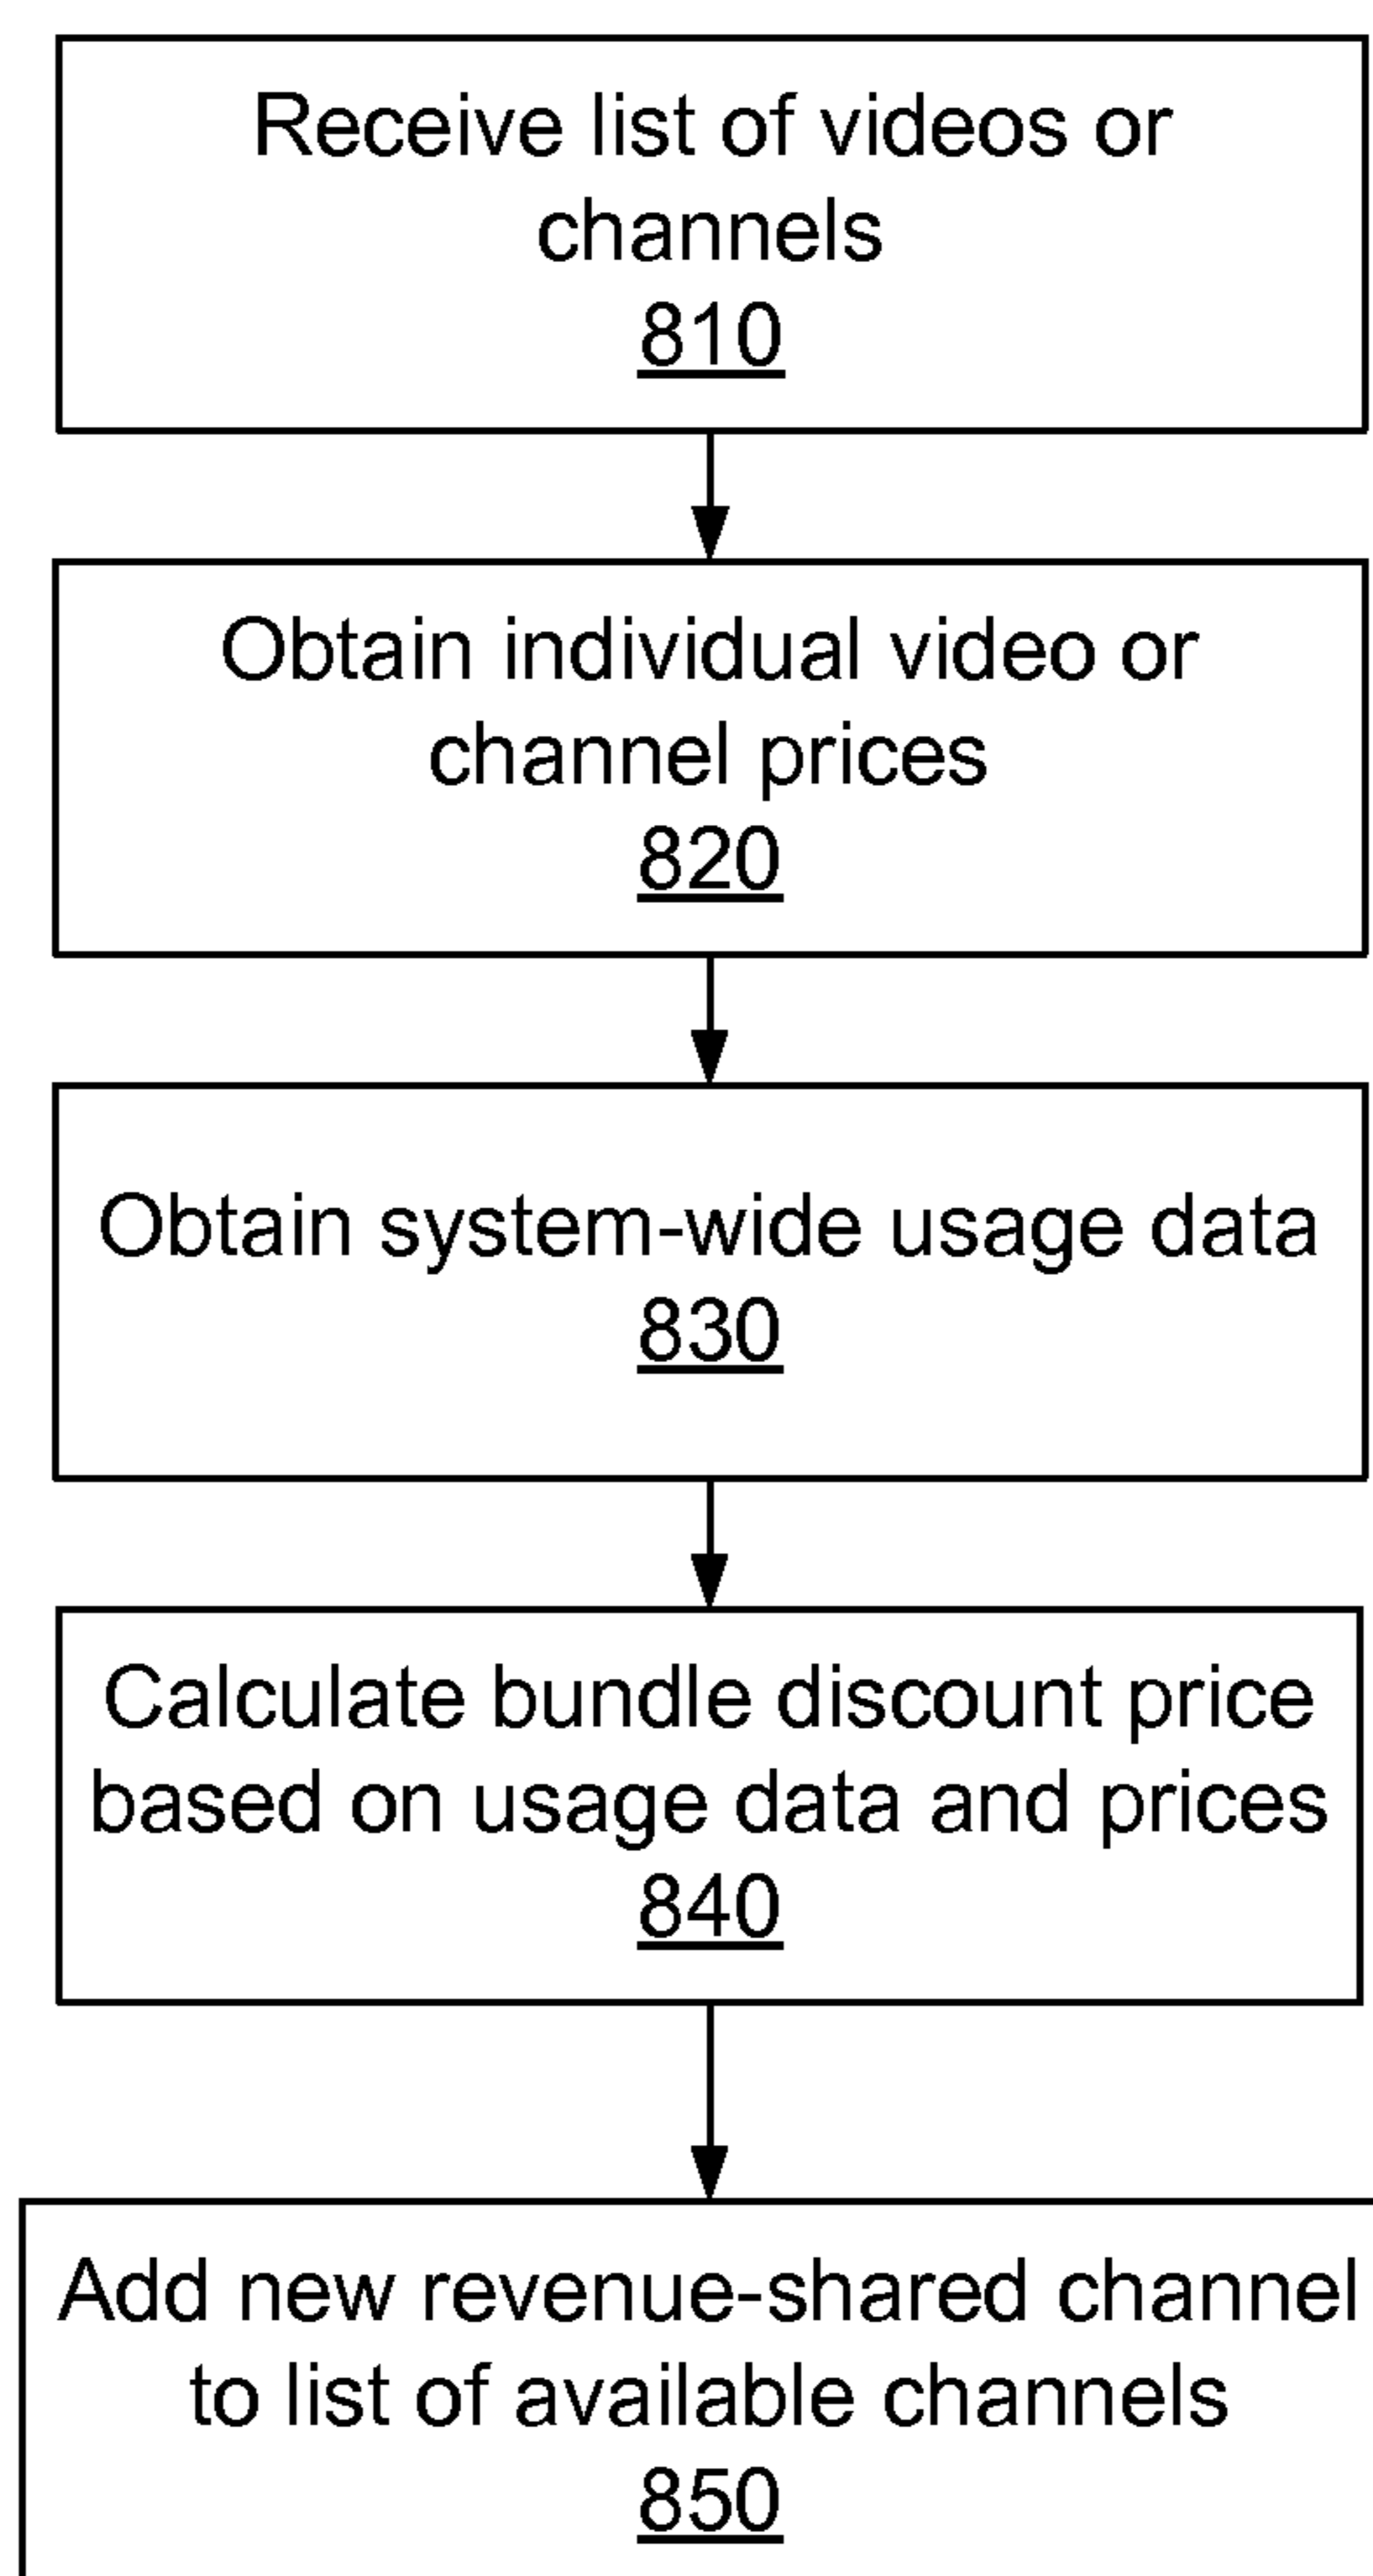 Receive list of videos or
channels
810
Obtain individual video or
channel prices
820
Obtain system-wide usage data
830
Calculate bundle discount price
based on usage data and prices
840
Add new revenue-shared channel
to list of available channels
850